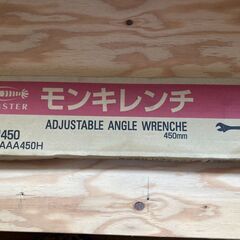 モンキレンチ
ADJUSTABLE ANGLE WRENCHE
450mm
450
AAA450H